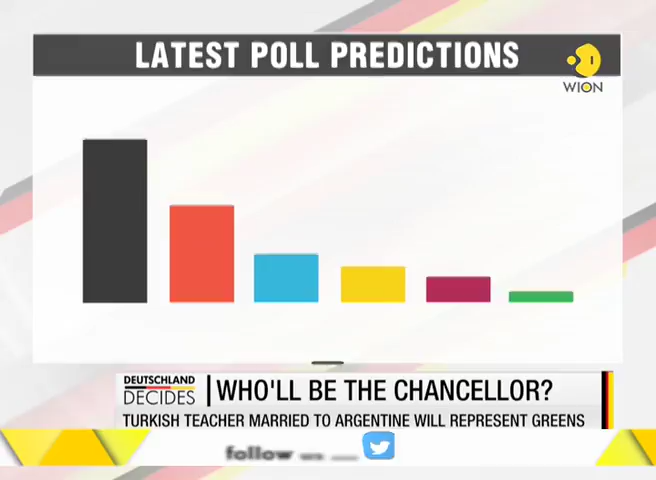 LATEST POLL PREDICTIONS
WION
DEUTSCHLAND
DECIDES
WHO'LL BE THE CHANCELLOR?
TURKISH TEACHER MARRIED TO ARGENTINE WILL REPRESENT GREENS
follow us